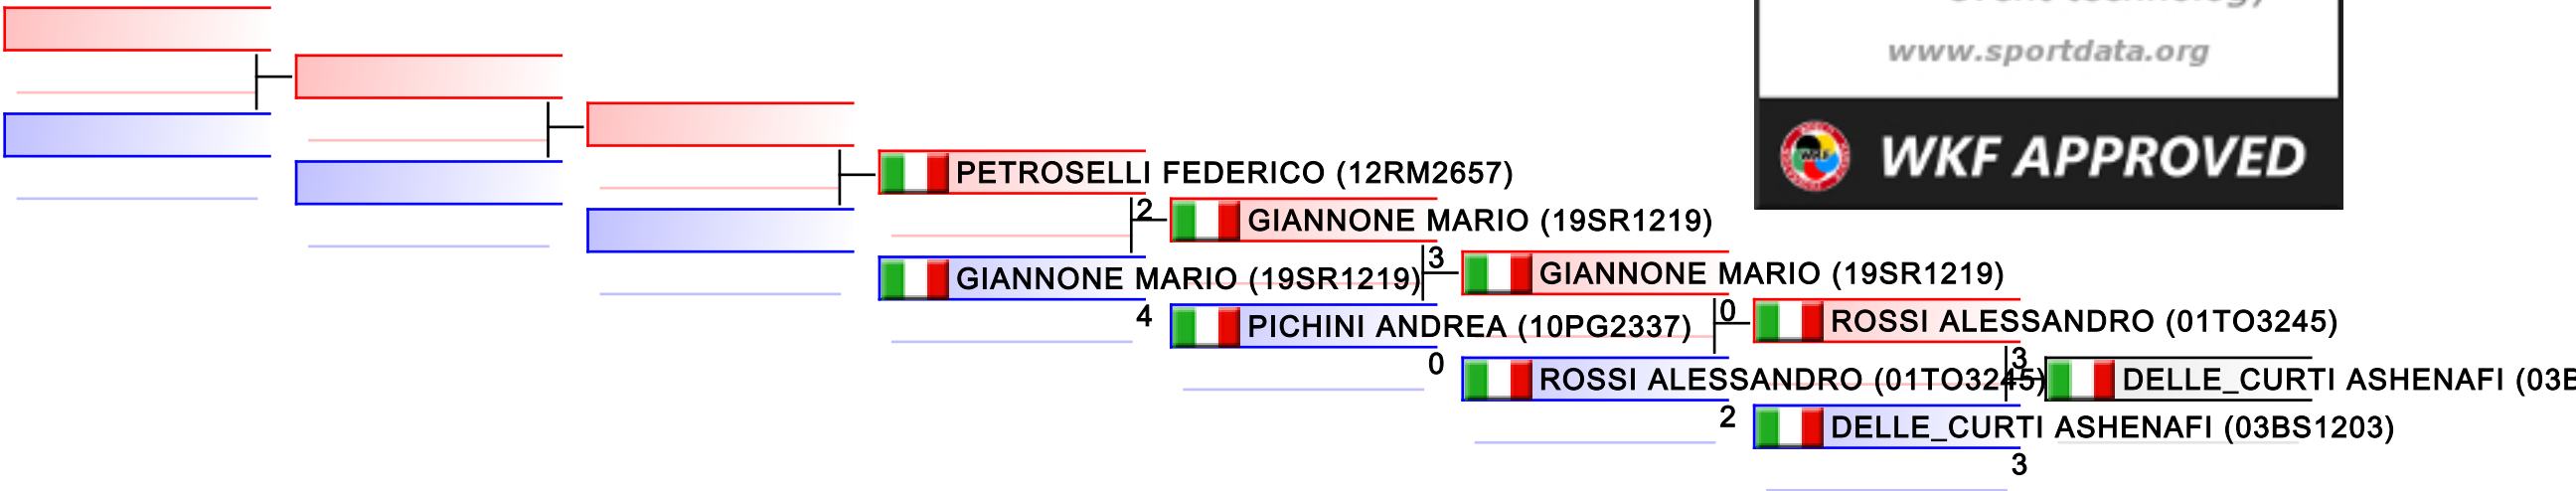 www.sportdata.org
WKF APPROVED
PETROSELLI FEDERICO (12RM2657)
2
GIANNONE MARIO (19SR1219)
GIANNONE MARIO (19SR1219)
4
3
GIANNONE MARIO (19SR1219)
PICHINI ANDREA (10PG2337)
0
0
ROSSI ALESSANDRO (01TO3245)
ROSSI ALESSANDRO (01TO3245)
2
3
DELLE_CURTI ASHENAFI (03B
DELLE_CURTI ASHENAFI (03BS1203)
3